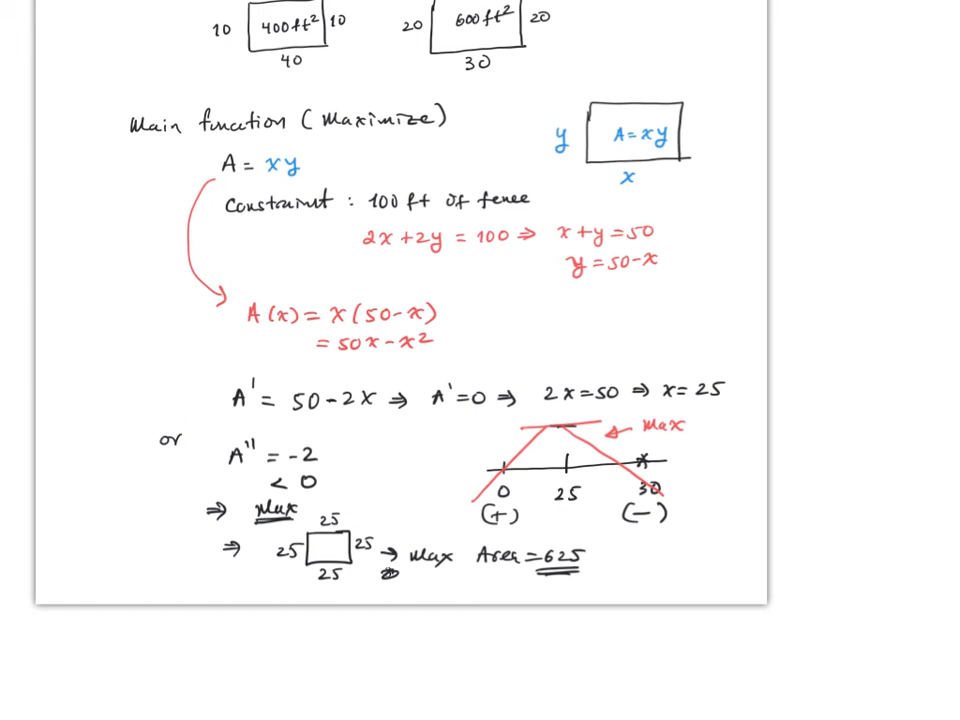 10 400ft² 10 20 600ft² 20
40 30
Main function (Maximize)
y A=xy
A = xy
x
Constraint : 100 ft of fence
2x+2y = 100 ⇒ x+y=50
y=50-x
A(x) = x(50-x)
= 50x-x²
A' = 50-2x ⇒ A'=0 ⇒ 2x=50 ⇒ x=25
or
Max
A'' = -2
< 0
0 25 30
⇒ Max
(+) (-)
25
⇒ 25 25 → Max Area = 625
25